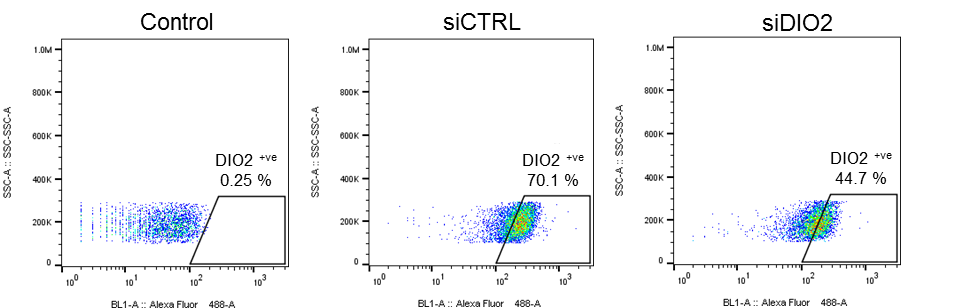 Control
siCTRL
siDIO2
SSC-A :: SSC-SSC-A
1.0M
800K
600K
400K
200K
0
DIO2 +ve
0.25 %
10^0
10^1
10^2
10^3
BL1-A :: Alexa Fluor 488-A
SSC-A :: SSC-SSC-A
1.0M
800K
600K
400K
200K
0
DIO2 +ve
70.1 %
10^0
10^1
10^2
10^3
BL1-A :: Alexa Fluor 488-A
SSC-A :: SSC-SSC-A
1.0M
800K
600K
400K
200K
0
DIO2 +ve
44.7 %
10^0
10^1
10^2
10^3
BL1-A :: Alexa Fluor 488-A